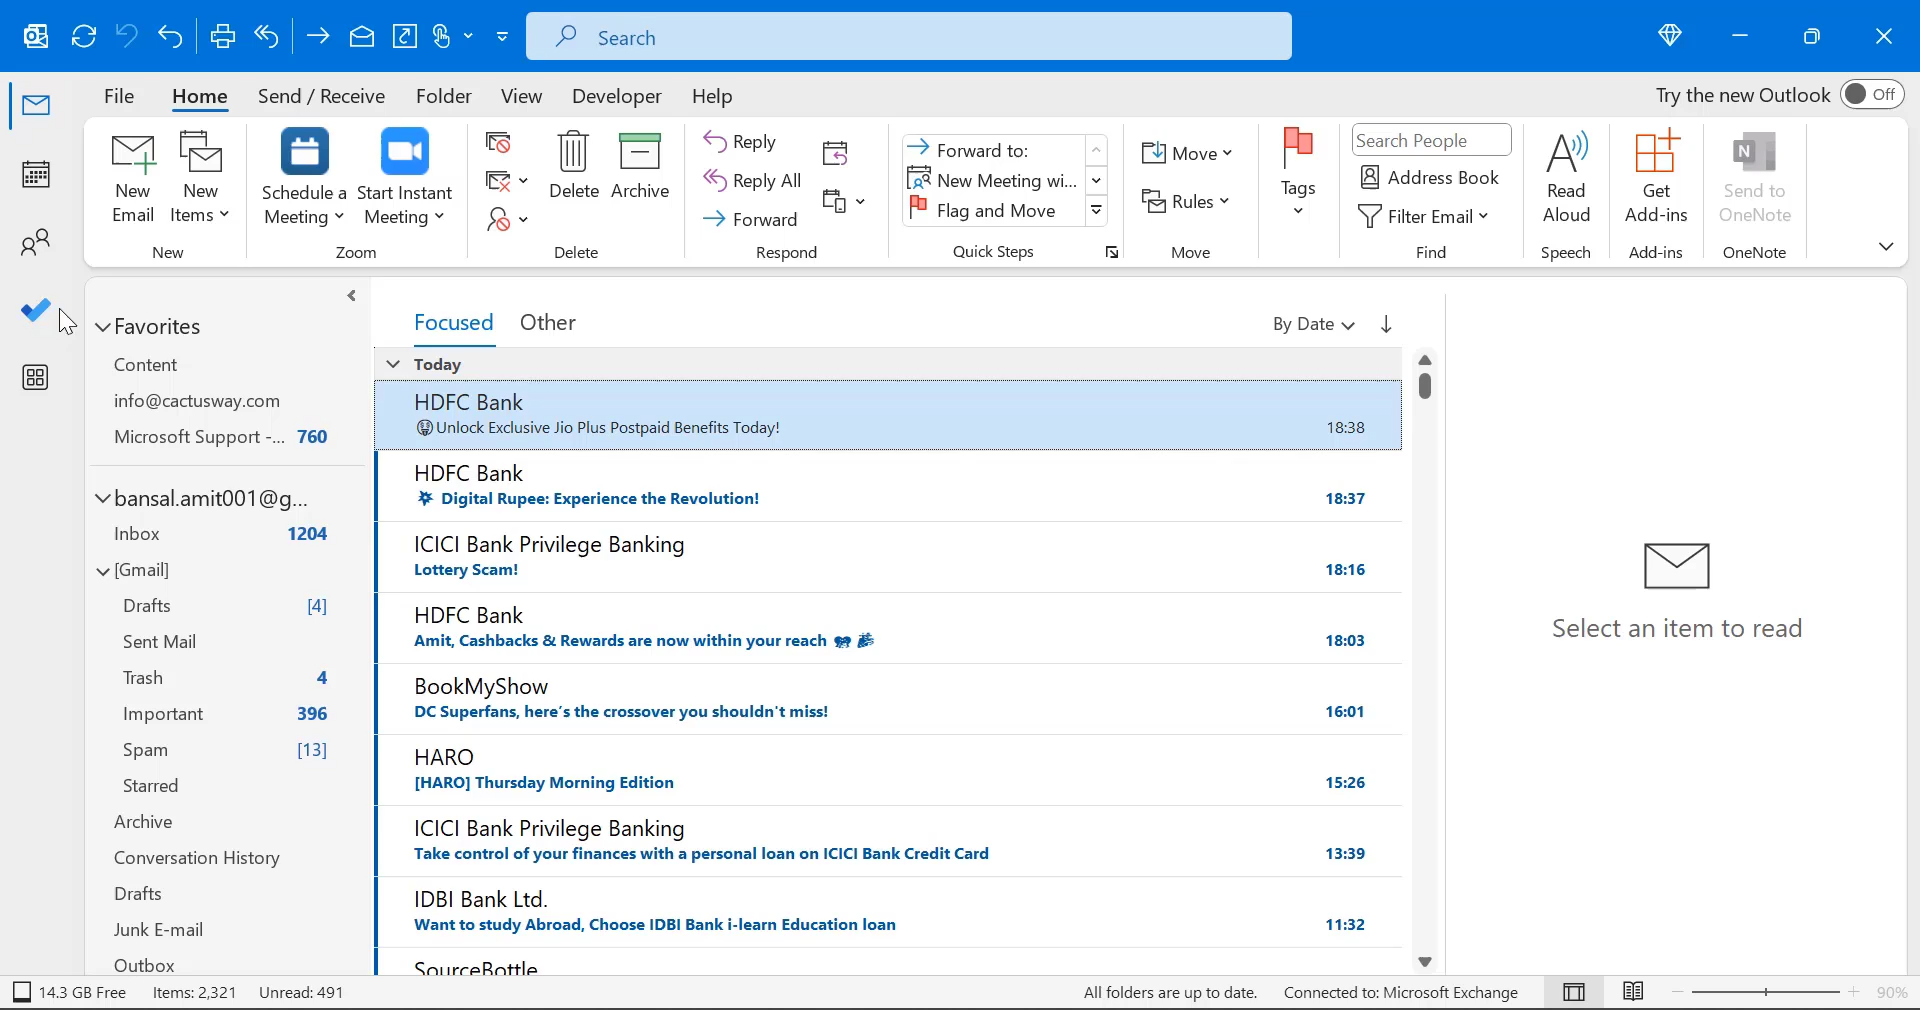 Search
File Home Send / Receive Folder View Developer Help
Try the new Outlook Off
New Email
New Items
New
Schedule a Meeting
Start Instant Meeting
Zoom
Delete
Archive
Delete
Reply
Reply All
Forward
Respond
Forward to:
New Meeting wi...
Flag and Move
Quick Steps
Move
Rules
Move
Tags
Search People
Address Book
Filter Email
Find
Read Aloud
Speech
Get Add-ins
Add-ins
N
Send to OneNote
OneNote
Favorites
Content
info@cactusway.com
Microsoft Support -... 760
bansal.amit001@g...
Inbox 1204
[Gmail]
Drafts [4]
Sent Mail
Trash 4
Important 396
Spam [13]
Starred
Archive
Conversation History
Drafts
Junk E-mail
Outbox
Focused Other
By Date
Today
HDFC Bank
🤑Unlock Exclusive Jio Plus Postpaid Benefits Today! 18:38
HDFC Bank
Digital Rupee: Experience the Revolution! 18:37
ICICI Bank Privilege Banking
Lottery Scam! 18:16
HDFC Bank
Amit, Cashbacks & Rewards are now within your reach 18:03
BookMyShow
DC Superfans, here's the crossover you shouldn't miss! 16:01
HARO
[HARO] Thursday Morning Edition 15:26
ICICI Bank Privilege Banking
Take control of your finances with a personal loan on ICICI Bank Credit Card 13:39
IDBI Bank Ltd.
Want to study Abroad, Choose IDBI Bank i-learn Education loan 11:32
SourceBottle
Select an item to read
14.3 GB Free Items: 2,321 Unread: 491
All folders are up to date. Connected to: Microsoft Exchange
90%